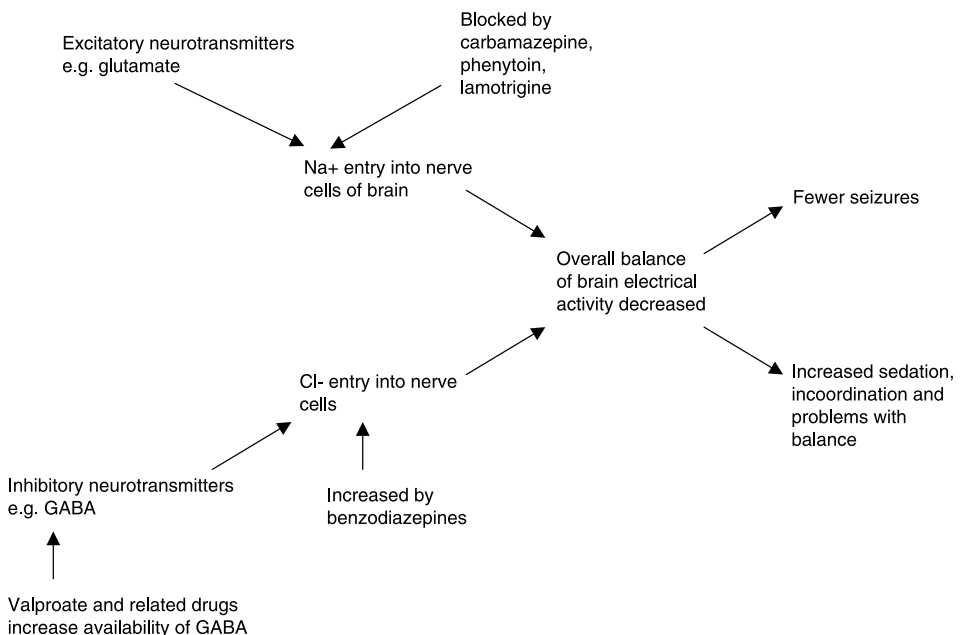 Excitatory neurotransmitters
e.g. glutamate
Blocked by
carbamazepine,
phenytoin,
lamotrigine
Na+ entry into nerve
cells of brain
Fewer seizures
Overall balance
of brain electrical
activity decreased
Cl- entry into nerve
cells
Increased sedation,
incoordination and
problems with
balance
Inhibitory neurotransmitters
e.g. GABA
Increased by
benzodiazepines
Valproate and related drugs
increase availability of GABA